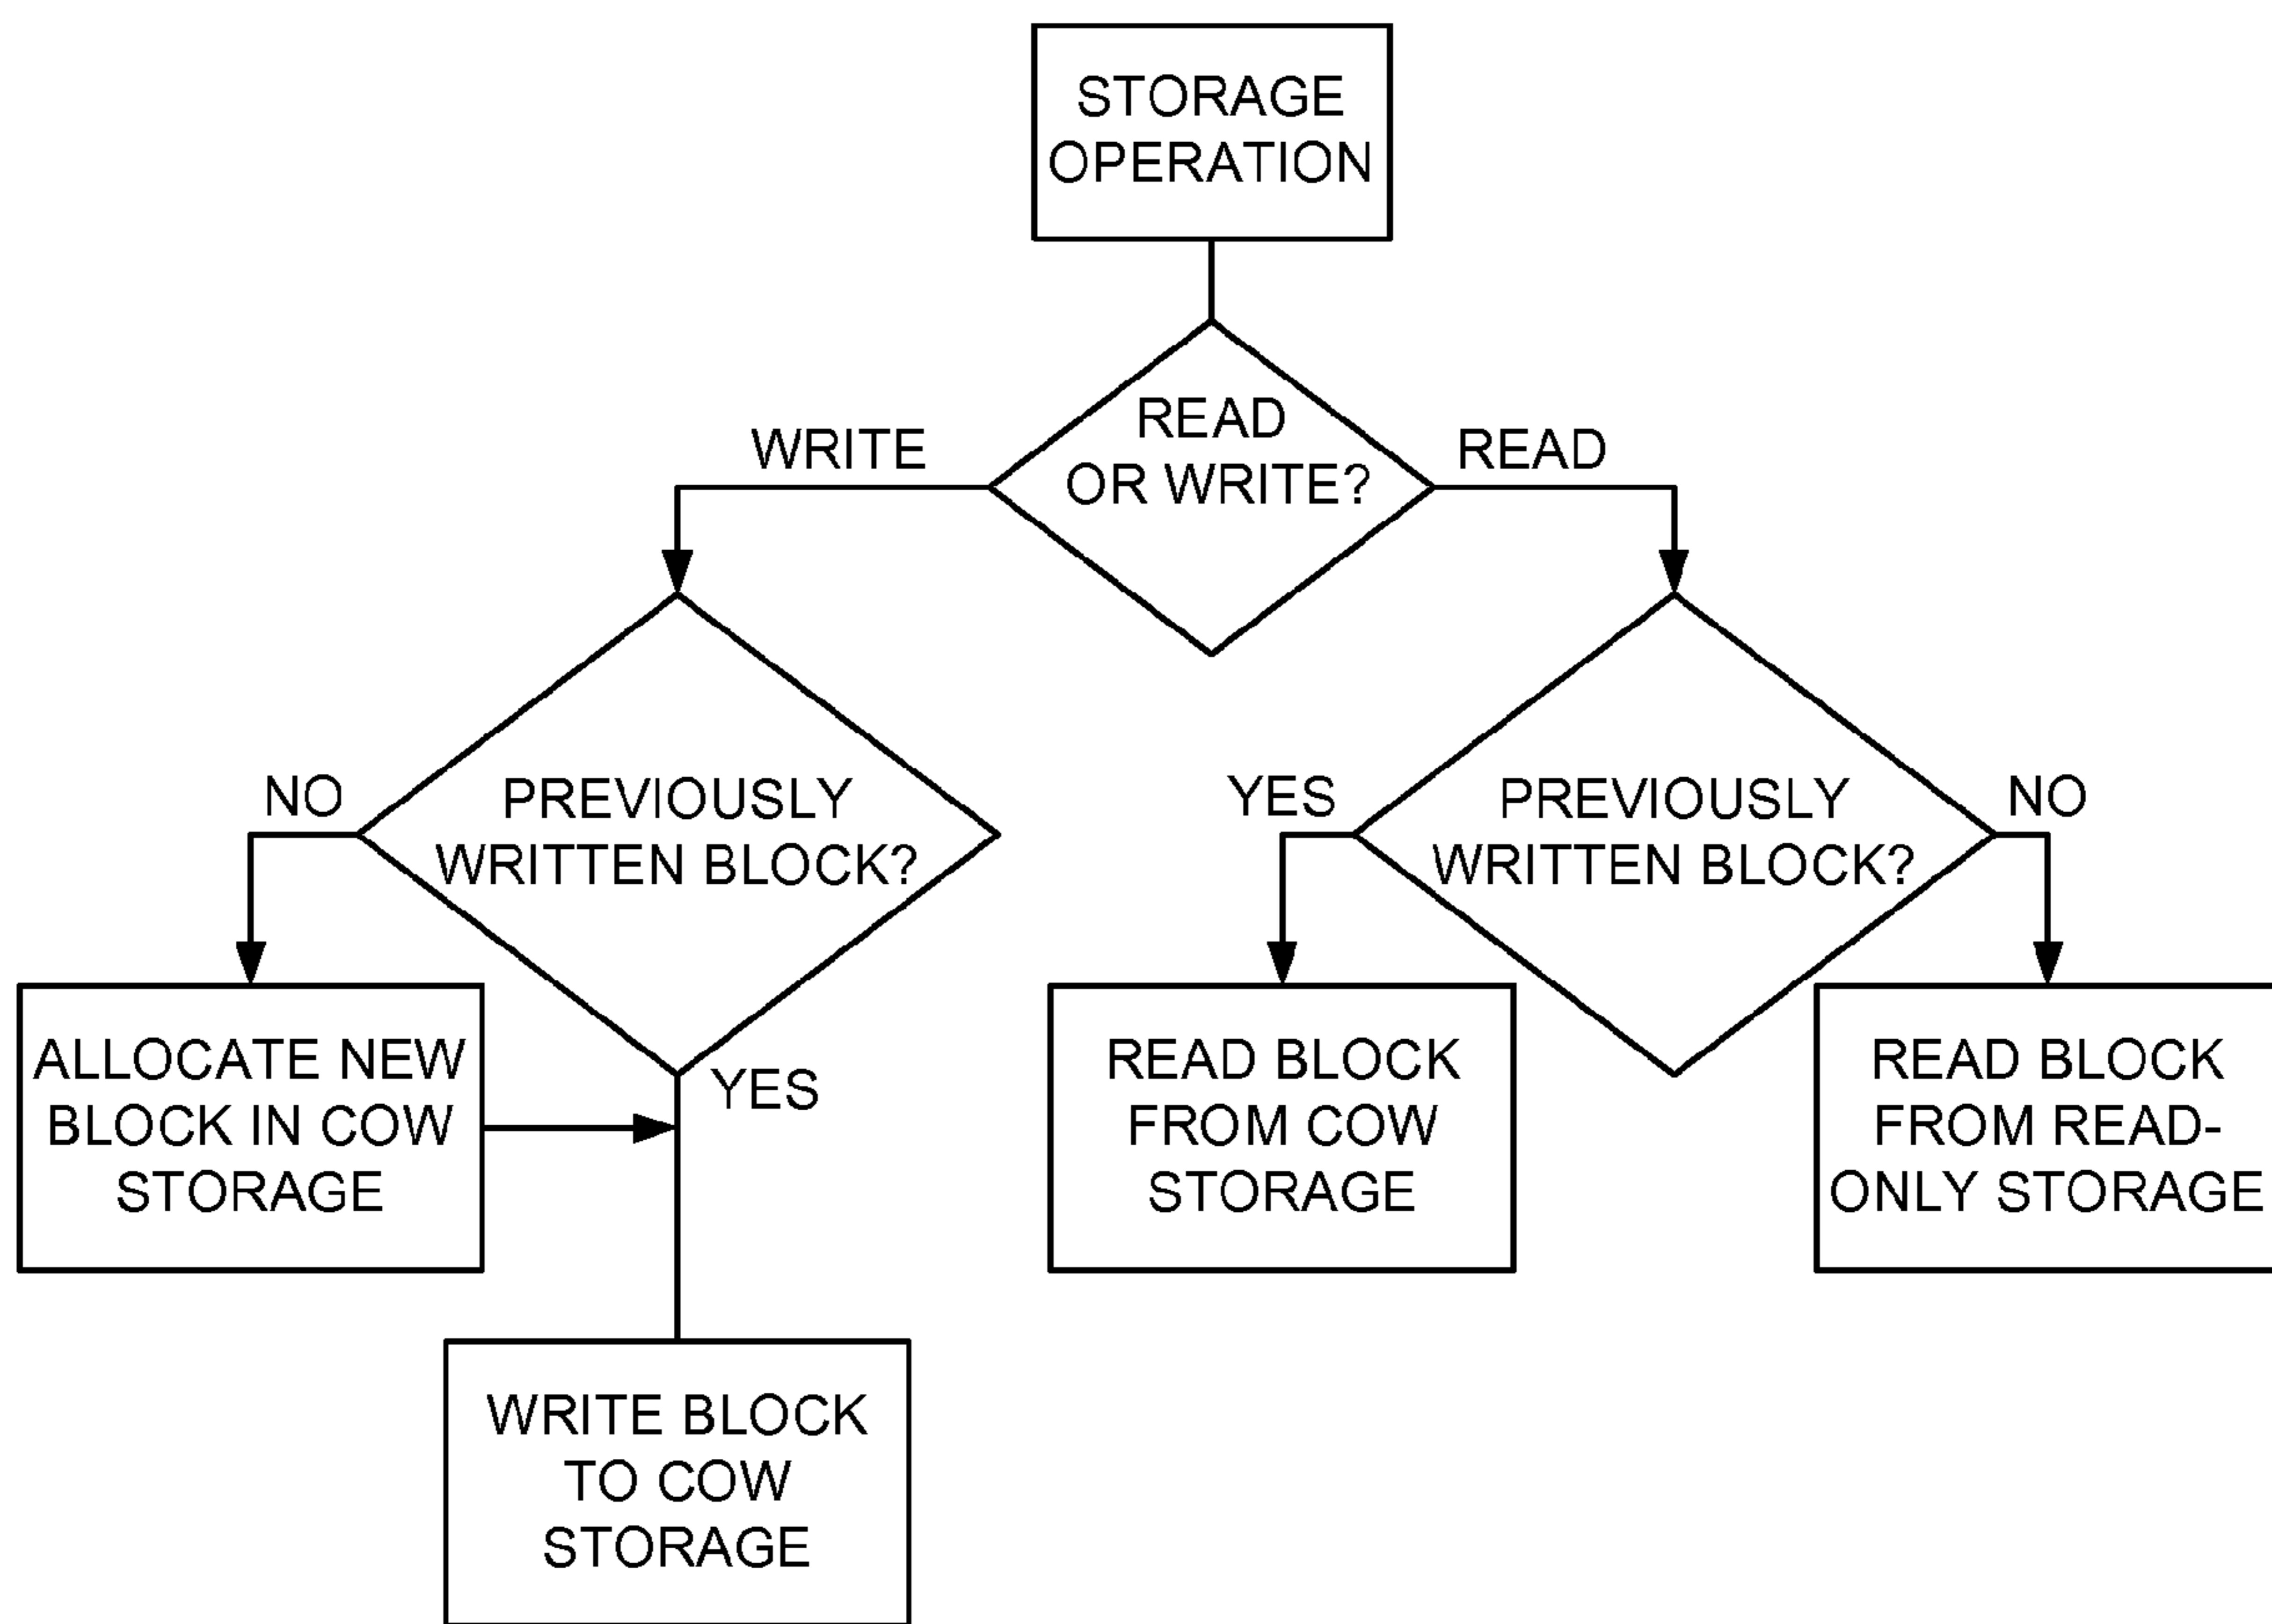 STORAGE
OPERATION
READ
OR WRITE?
WRITE
READ
PREVIOUSLY
WRITTEN BLOCK?
NO
YES
PREVIOUSLY
WRITTEN BLOCK?
YES
NO
ALLOCATE NEW
BLOCK IN COW
STORAGE
READ BLOCK
FROM COW
STORAGE
READ BLOCK
FROM READ-
ONLY STORAGE
WRITE BLOCK
TO COW
STORAGE